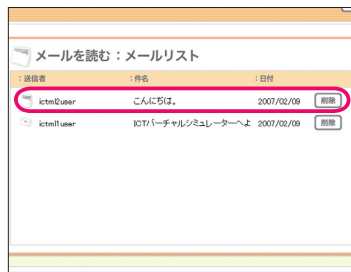 メールを読む：メールリスト
：送信者 ：件名 ：日付
ictml2user こんにちは。 2007/02/09 削除
ictml1user ICTバーチャルシミュレーターへよ 2007/02/09 削除